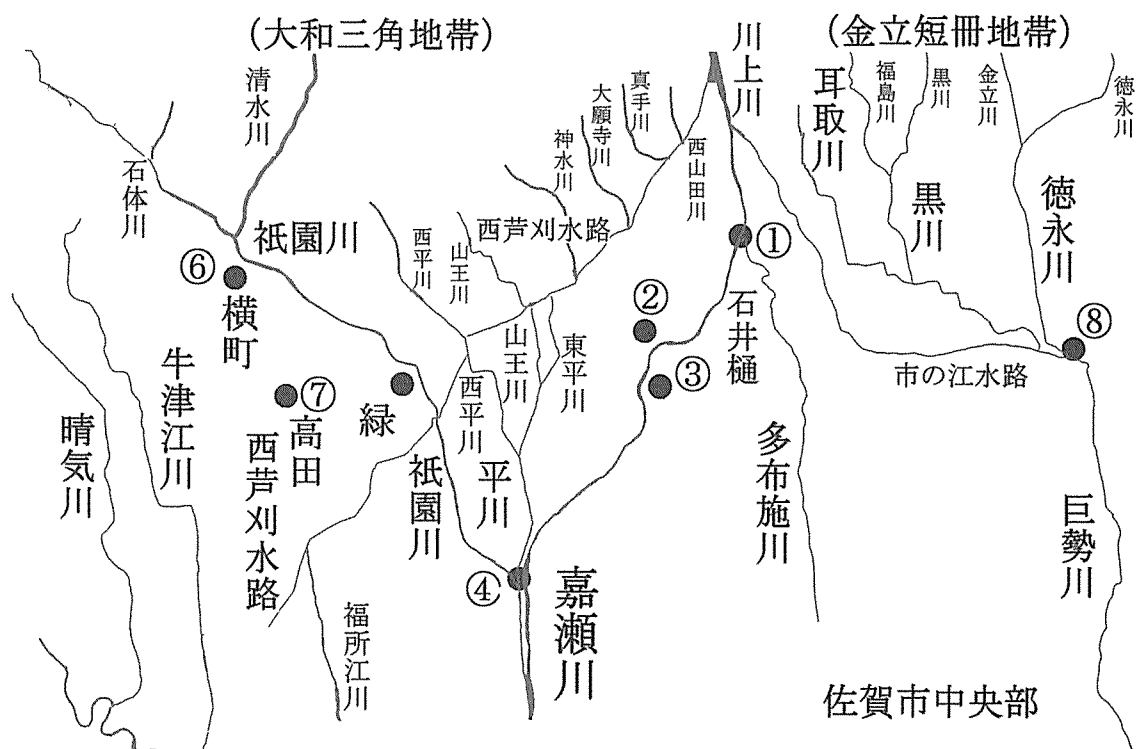 (大和三角地帯)
(金立短冊地帯)
川上川
清水川
石体川
祇園川
⑥
横町
⑦
高田
緑
牛津江川
晴気川
西芦刈水路
福所江川
祇園川
西平川
山王川
西芦刈水路
神水川
大願寺川
真手川
西山田川
山王川
東平川
西平川
平川
④
嘉瀬川
①
②
③
石井樋
多布施川
耳取川
福島川
黒川
金立川
徳永川
黒川
徳永川
⑧
市の江水路
巨勢川
佐賀市中央部